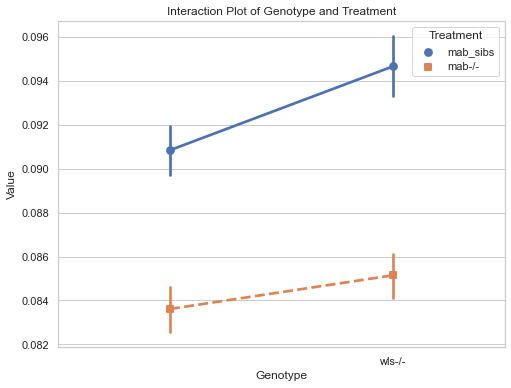 Interaction Plot of Genotype and Treatment
Treatment
mab_sibs
mab-/-
0.096
0.094
0.092
0.090
0.088
0.086
0.084
0.082
Value
wls-/-
Genotype